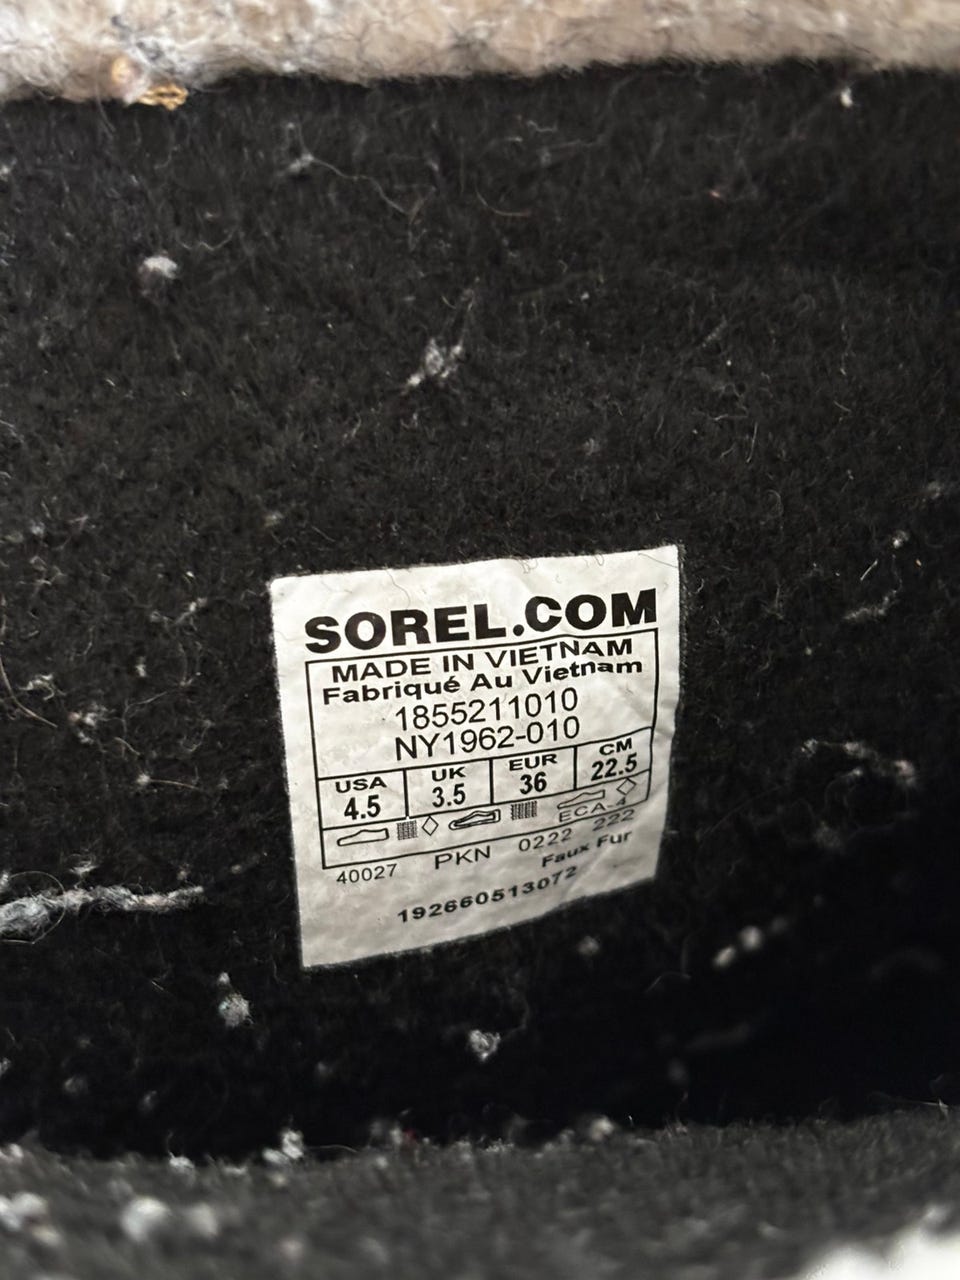 SOREL.COM
MADE IN VIETNAM
Fabriqué Au Vietnam
1855211010
NY1962-010
USA UK EUR CM
4.5 3.5 36 22.5
ECA-4
40027 PKN 0222 222
Faux Fur
192660513072